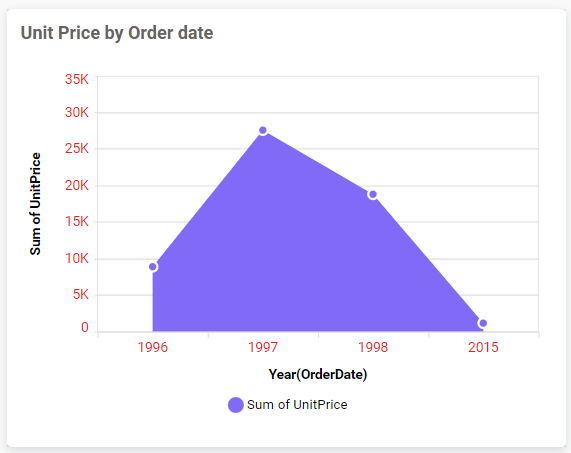 Unit Price by Order date
35K
30K
25K
20K
15K
10K
5K
0
Sum of UnitPrice
1996 1997 1998 2015
Year(OrderDate)
Sum of UnitPrice